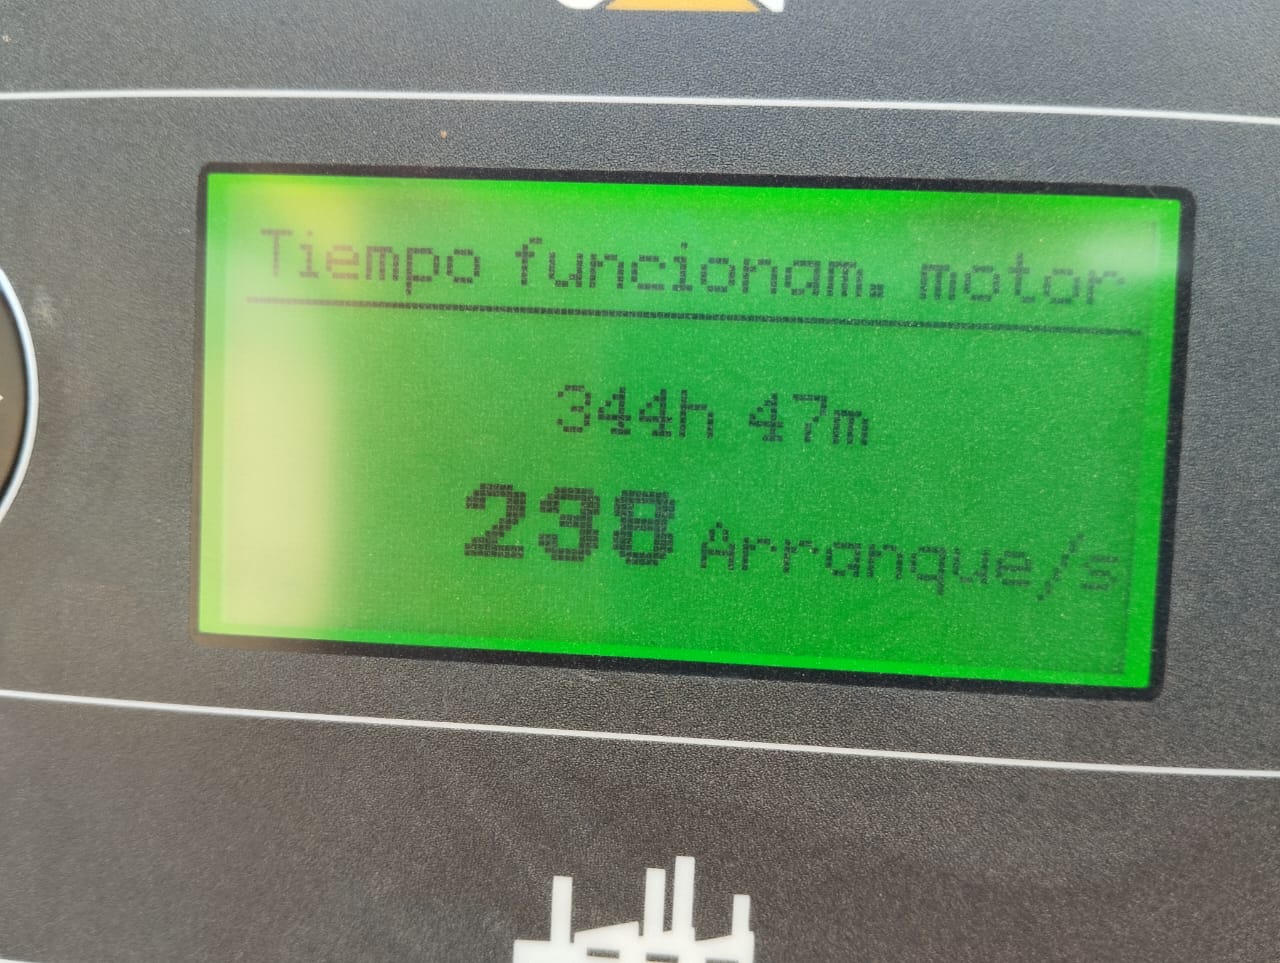 Tiempo funcionam. motor
344h 47m
238 Arranque/s